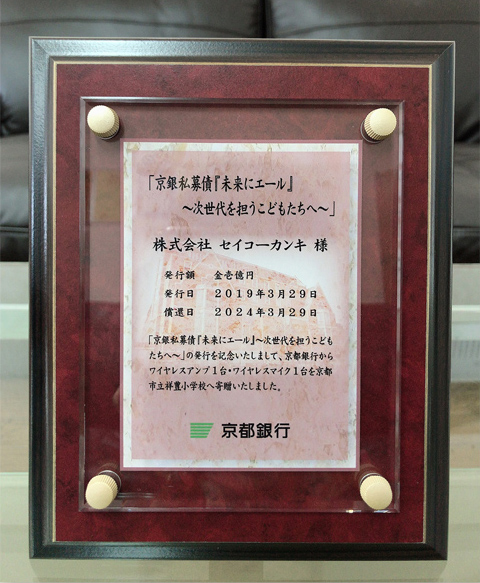 「京銀私募債『未来にエール』
～次世代を担うこどもたちへ～」
株式会社 セイコーカンキ 様
発行額 金壱億円
発行日 2019年3月29日
償還日 2024年3月29日
「京銀私募債『未来にエール』～次世代を担うこども
たちへ～」の発行を記念いたしまして、京都銀行から
ワイヤレスアンプ1台・ワイヤレスマイク1台を京都
市立祥豊小学校へ寄贈いたしました。
京都銀行